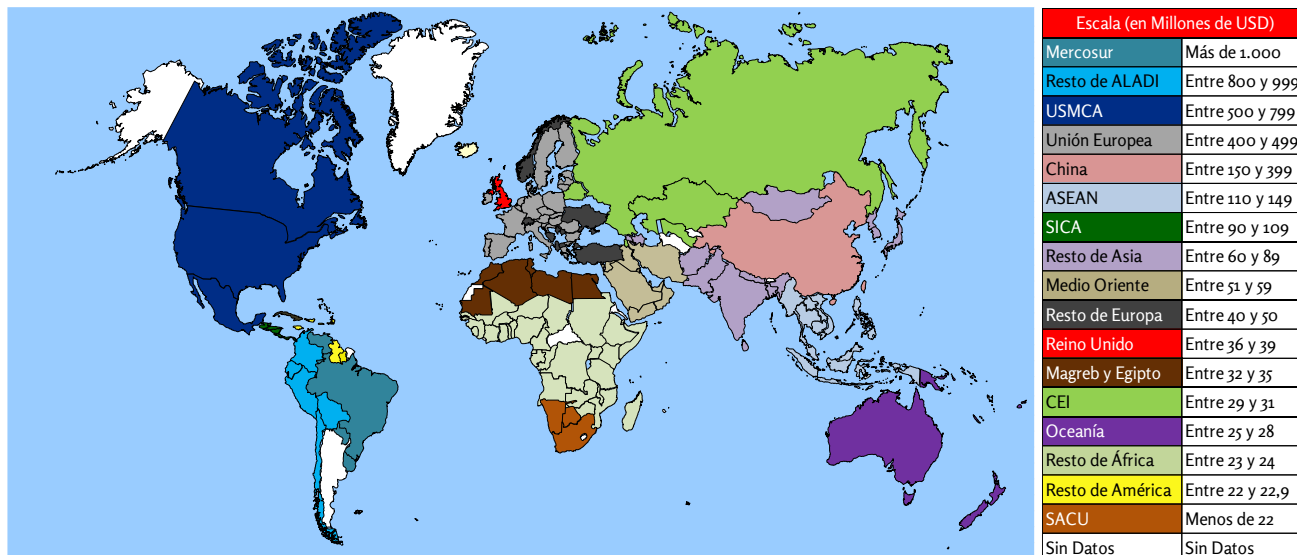 Escala (en Millones de USD)
Mercosur Más de 1.000
Resto de ALADI Entre 800 y 999
USMCA Entre 500 y 799
Unión Europea Entre 400 y 499
China Entre 150 y 399
ASEAN Entre 110 y 149
SICA Entre 90 y 109
Resto de Asia Entre 60 y 89
Medio Oriente Entre 51 y 59
Resto de Europa Entre 40 y 50
Reino Unido Entre 36 y 39
Magreb y Egipto Entre 32 y 35
CEI Entre 29 y 31
Oceanía Entre 25 y 28
Resto de África Entre 23 y 24
Resto de América Entre 22 y 22,9
SACU Menos de 22
Sin Datos Sin Datos